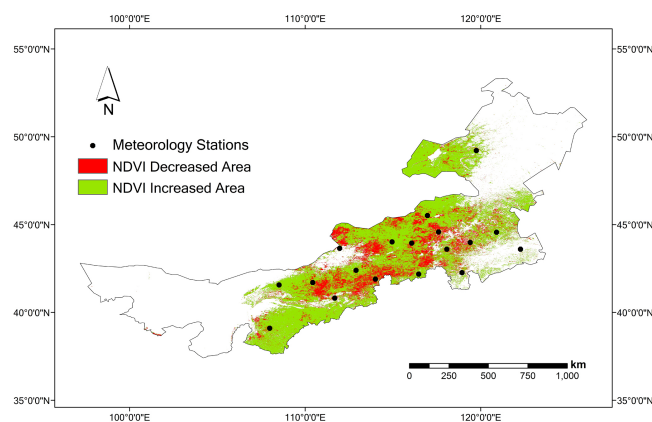 100°0'0"E 110°0'0"E 120°0'0"E
55°0'0"N 55°0'0"N
N
50°0'0"N 50°0'0"N
Meteorology Stations
NDVI Decreased Area
NDVI Increased Area
45°0'0"N 45°0'0"N
40°0'0"N 40°0'0"N
km
0 250 500 750 1,000
35°0'0"N 35°0'0"N
100°0'0"E 110°0'0"E 120°0'0"E